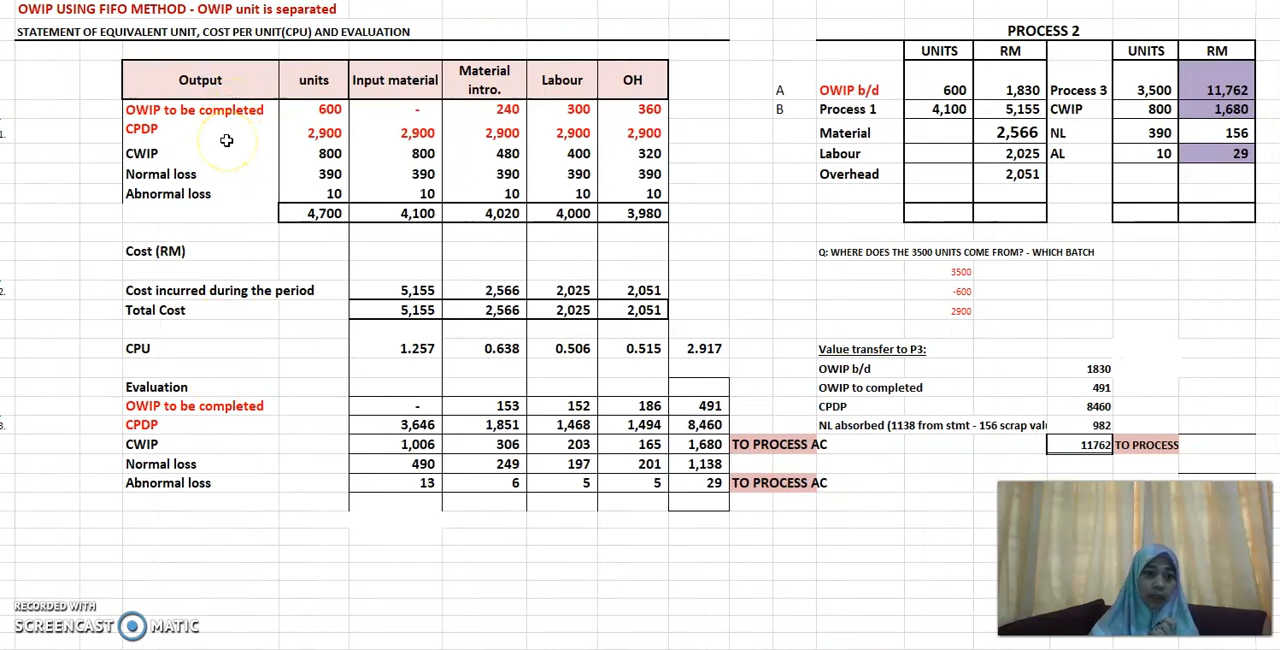 OWIP USING FIFO METHOD - OWIP unit is separated
STATEMENT OF EQUIVALENT UNIT, COST PER UNIT(CPU) AND EVALUATION
Output units Input material Material intro. Labour OH
OWIP to be completed 600 - 240 300 360
1. CPDP 2,900 2,900 2,900 2,900 2,900
CWIP 800 800 480 400 320
Normal loss 390 390 390 390 390
Abnormal loss 10 10 10 10 10
4,700 4,100 4,020 4,000 3,980
Cost (RM)
2. Cost incurred during the period 5,155 2,566 2,025 2,051
Total Cost 5,155 2,566 2,025 2,051
CPU 1.257 0.638 0.506 0.515 2.917
Evaluation
OWIP to be completed - 153 152 186 491
3. CPDP 3,646 1,851 1,468 1,494 8,460
CWIP 1,006 306 203 165 1,680 TO PROCESS AC
Normal loss 490 249 197 201 1,138
Abnormal loss 13 6 5 5 29 TO PROCESS AC
PROCESS 2
UNITS RM UNITS RM
A OWIP b/d 600 1,830 Process 3 3,500 11,762
B Process 1 4,100 5,155 CWIP 800 1,680
Material 2,566 NL 390 156
Labour 2,025 AL 10 29
Overhead 2,051
Q: WHERE DOES THE 3500 UNITS COME FROM? - WHICH BATCH
3500
-600
2900
Value transfer to P3:
OWIP b/d 1830
OWIP to completed 491
CPDP 8460
NL absorbed (1138 from stmt - 156 scrap valu 982
11762 TO PROCESS
RECORDED WITH
SCREENCAST MATIC